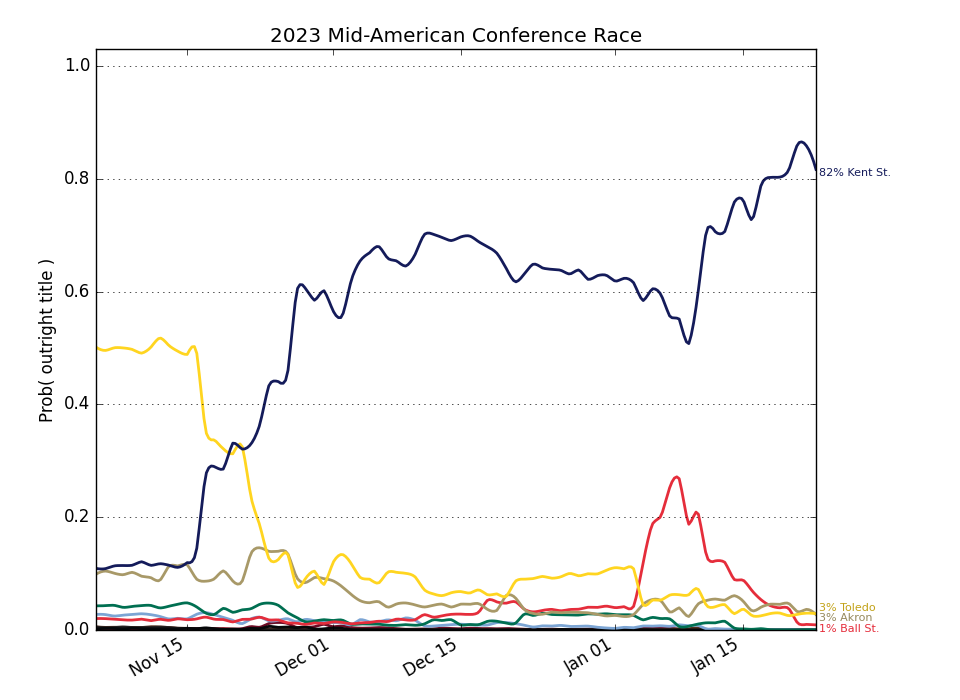 2023 Mid-American Conference Race
Prob( outright title )
1.0
0.8
0.6
0.4
0.2
0.0
82% Kent St.
3% Toledo
3% Akron
1% Ball St.
Nov 15
Dec 01
Dec 15
Jan 01
Jan 15